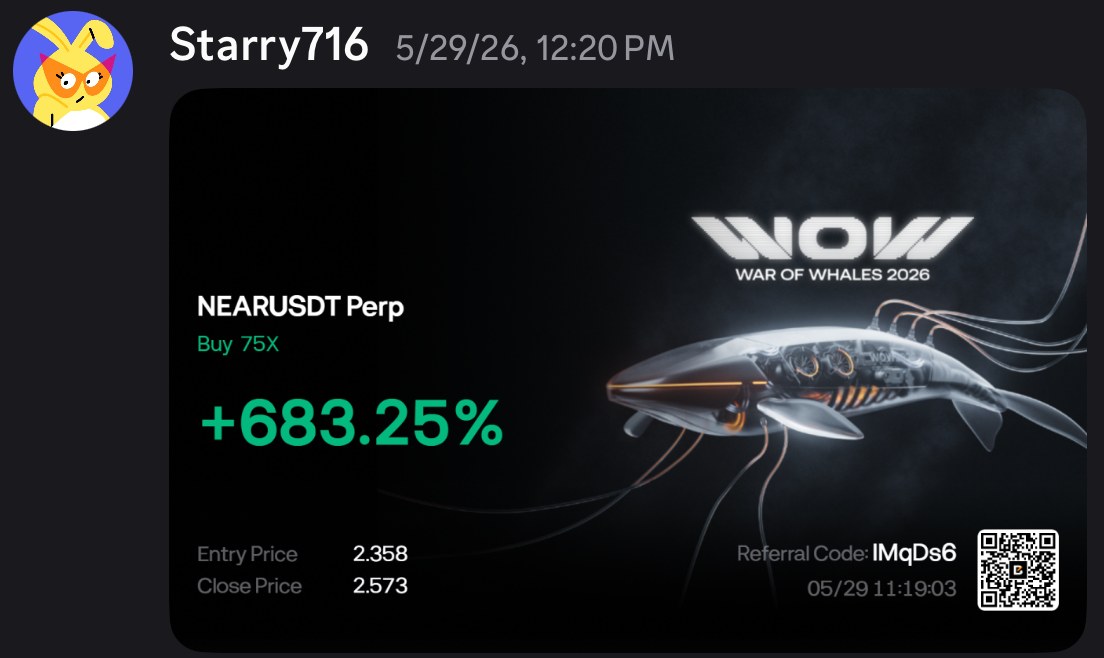 Starry716 5/29/26, 12:20 PM
WOW
WAR OF WHALES 2026
NEARUSDT Perp
Buy 75X
+683.25%
Entry Price 2.358
Close Price 2.573
Referral Code: IMqDs6
05/29 11:19:03